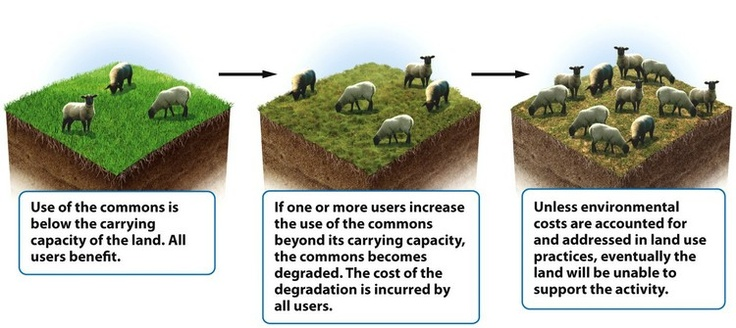 Use of the commons is
below the carrying
capacity of the land. All
users benefit.
If one or more users increase
the use of the commons
beyond its carrying capacity,
the commons becomes
degraded. The cost of the
degradation is incurred by
all users.
Unless environmental
costs are accounted for
and addressed in land use
practices, eventually the
land will be unable to
support the activity.